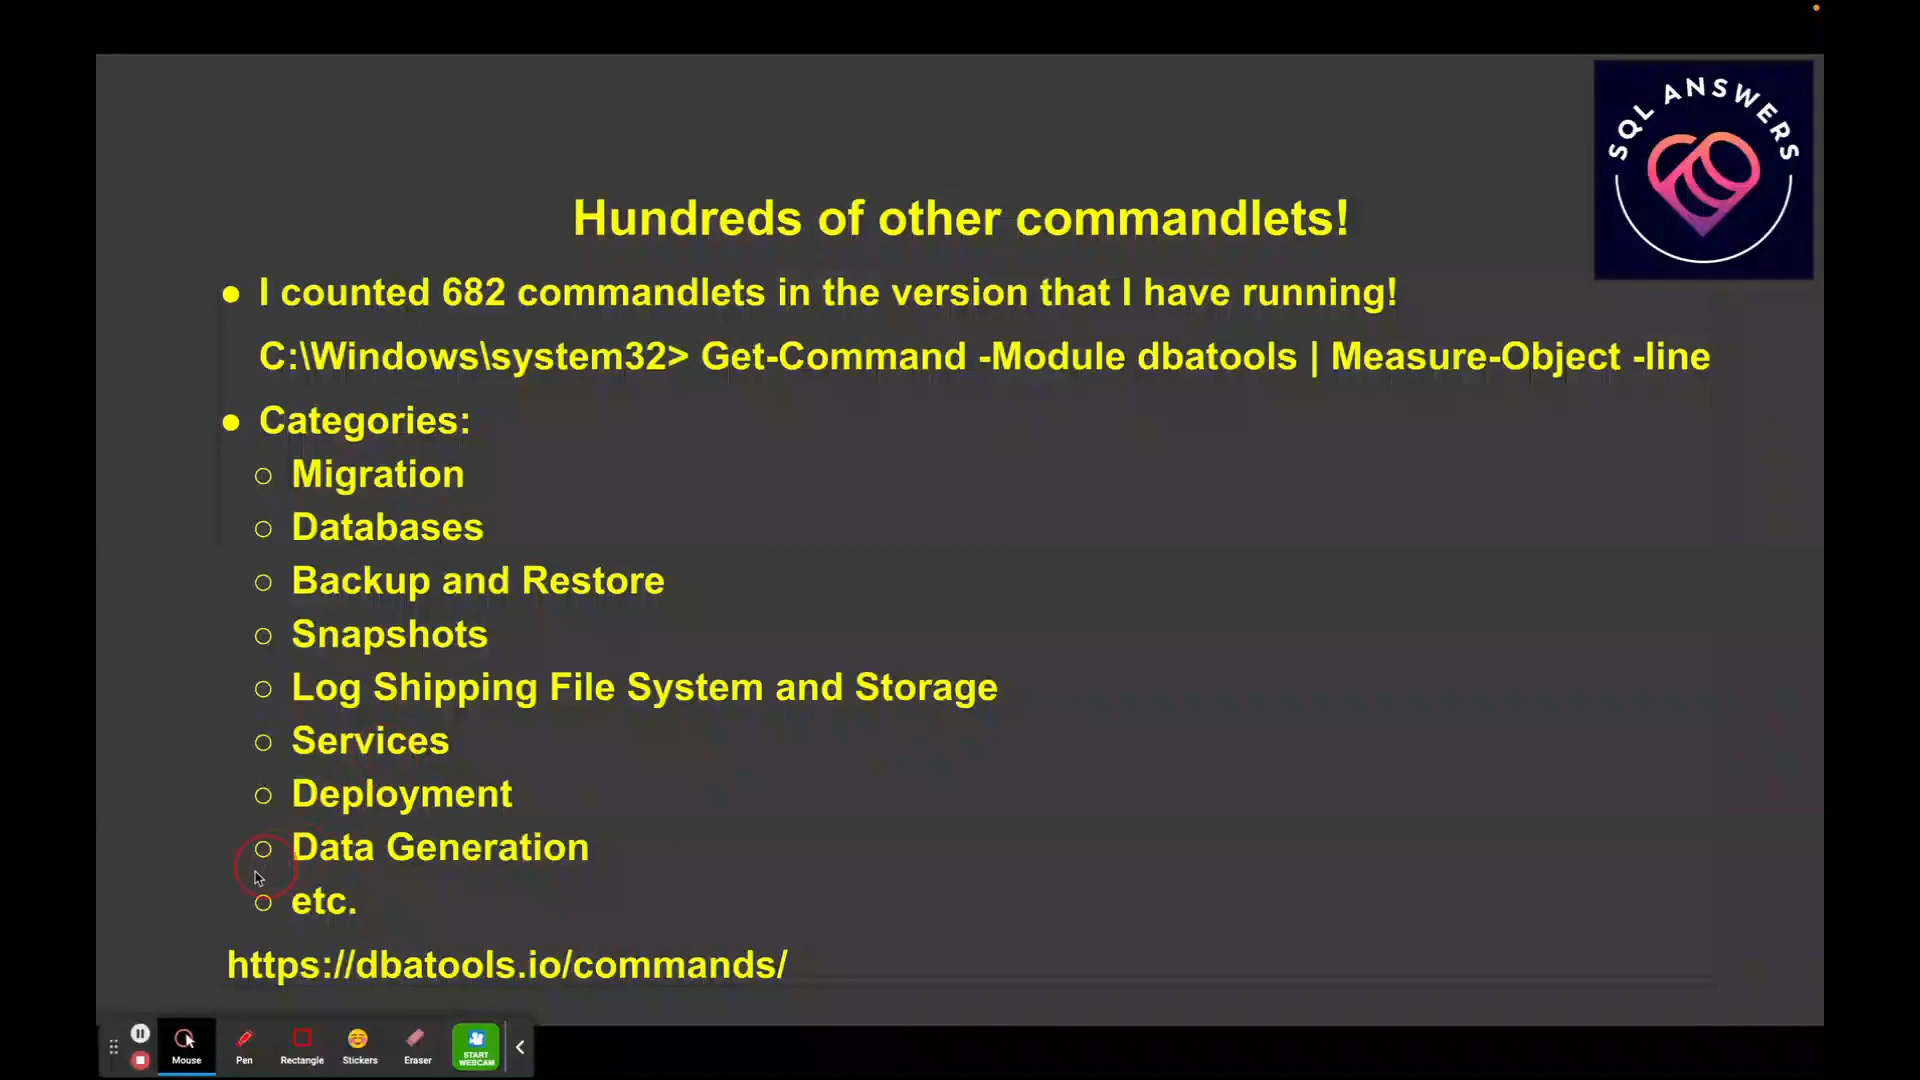 SQL ANSWERS
Hundreds of other commandlets!
● I counted 682 commandlets in the version that I have running!
C:\Windows\system32> Get-Command -Module dbatools | Measure-Object -line
● Categories:
○ Migration
○ Databases
○ Backup and Restore
○ Snapshots
○ Log Shipping File System and Storage
○ Services
○ Deployment
○ Data Generation
○ etc.
https://dbatools.io/commands/
Mouse Pen Rectangle Stickers Eraser START WEBCAM